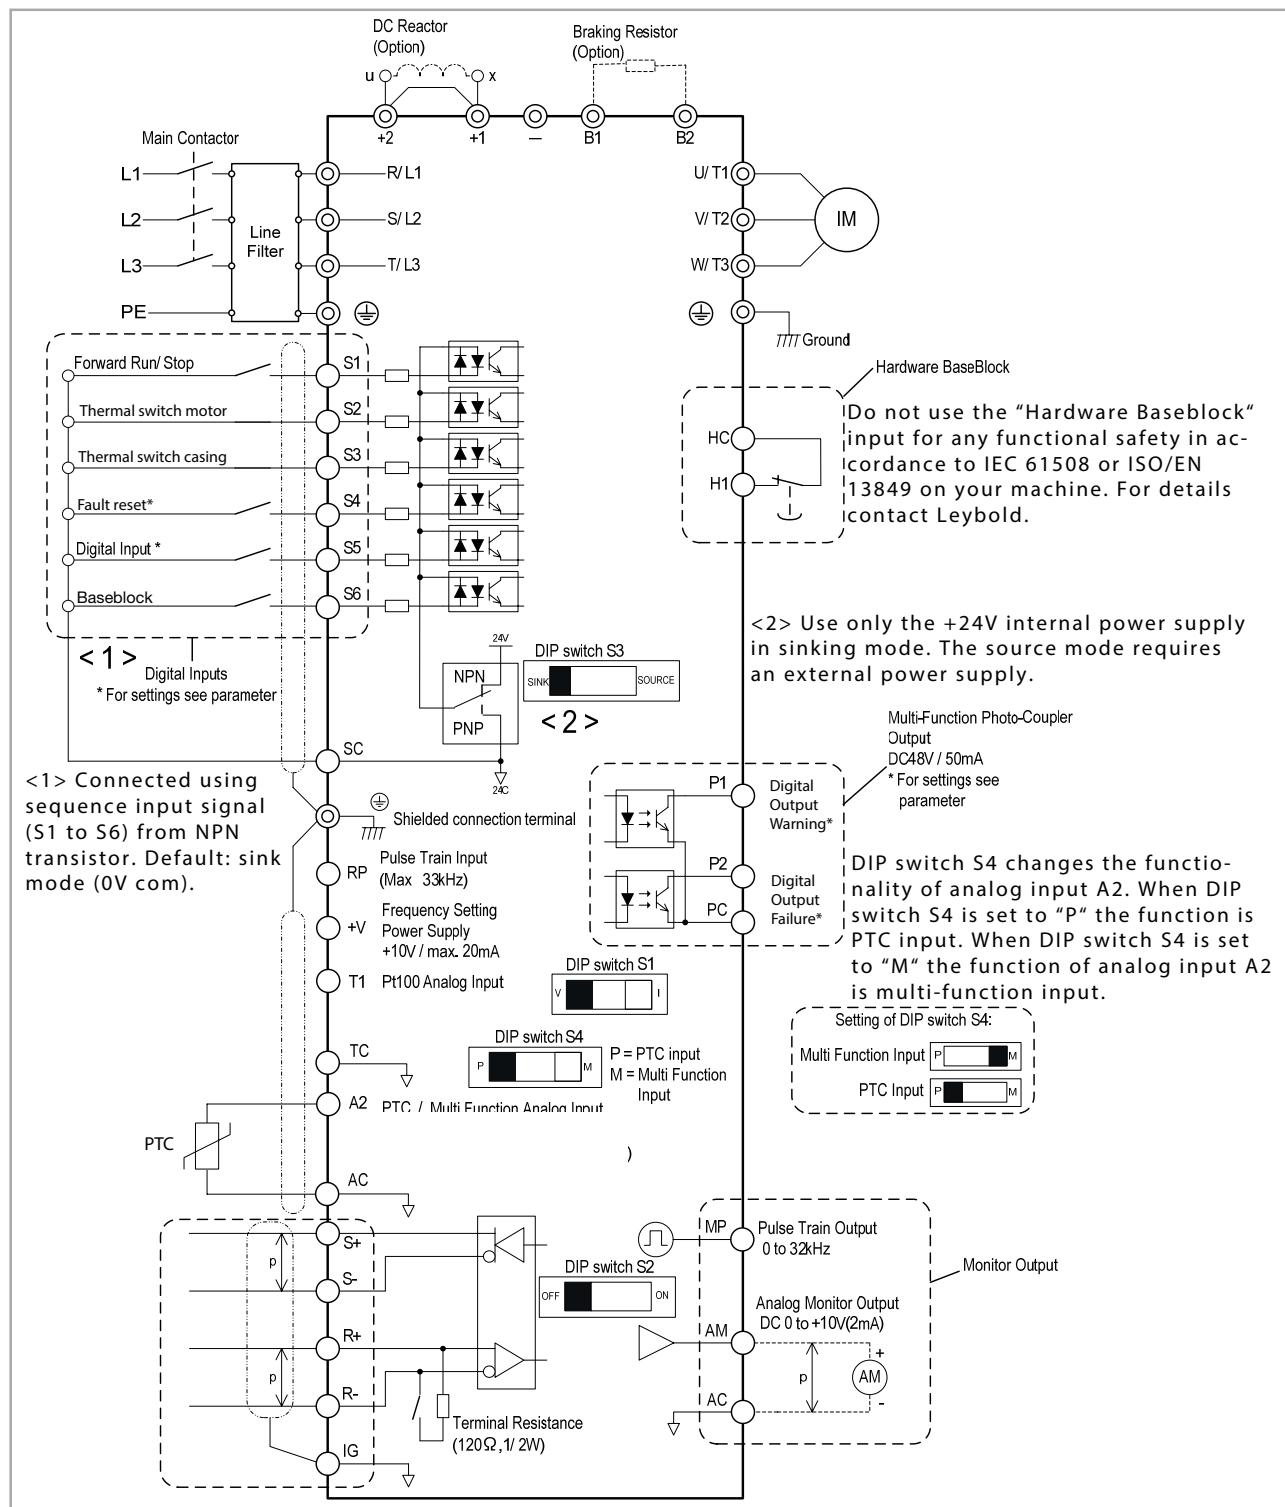 DC Reactor
(Option)
Braking Resistor
(Option)
u
x
+2
+1
—
B1
B2
Main Contactor
L1
R/ L1
U/ T1
L2
Line
Filter
S/ L2
V/ T2
IM
L3
T/ L3
W/ T3
PE
Ground
Forward Run/ Stop
S1
Thermal switch motor
S2
Thermal switch casing
S3
Fault reset*
S4
Digital Input *
S5
Baseblock
S6
Hardware BaseBlock
HC
H1
Do not use the “Hardware Baseblock“
input for any functional safety in ac-
cordance to IEC 61508 or ISO/EN
13849 on your machine. For details
contact Leybold.
<1>
Digital Inputs
* For settings see parameter
24V
NPN
PNP
24C
DIP switch S3
SINK
SOURCE
<2>
<2> Use only the +24V internal power supply
in sinking mode. The source mode requires
an external power supply.
SC
<1> Connected using
sequence input signal
(S1 to S6) from NPN
transistor. Default: sink
mode (0V com).
Multi-Function Photo-Coupler
Output
DC48V / 50mA
* For settings see
parameter
P1
Digital
Output
Warning*
P2
PC
Digital
Output
Failure*
Shielded connection terminal
RP
Pulse Train Input
(Max 33kHz)
+V
Frequency Setting
Power Supply
+10V / max. 20mA
T1
Pt100 Analog Input
DIP switch S4 changes the functio-
nality of analog input A2. When DIP
switch S4 is set to “P“ the function is
PTC input. When DIP switch S4 is set
to “M“ the function of analog input A2
is multi-function input.
DIP switch S1
V
I
DIP switch S4
P
M
P = PTC input
M = Multi Function
Input
Setting of DIP switch S4:
Multi Function Input
P
M
PTC Input
P
M
TC
A2
PTC / Multi Function Analog Input
)
PTC
AC
S+
p
S-
R+
p
R-
IG
DIP switch S2
OFF
ON
Terminal Resistance
(120Ω,1/ 2W)
MP
Pulse Train Output
0 to 32kHz
Monitor Output
Analog Monitor Output
DC 0 to +10V(2mA)
AM
p
+
AM
-
AC